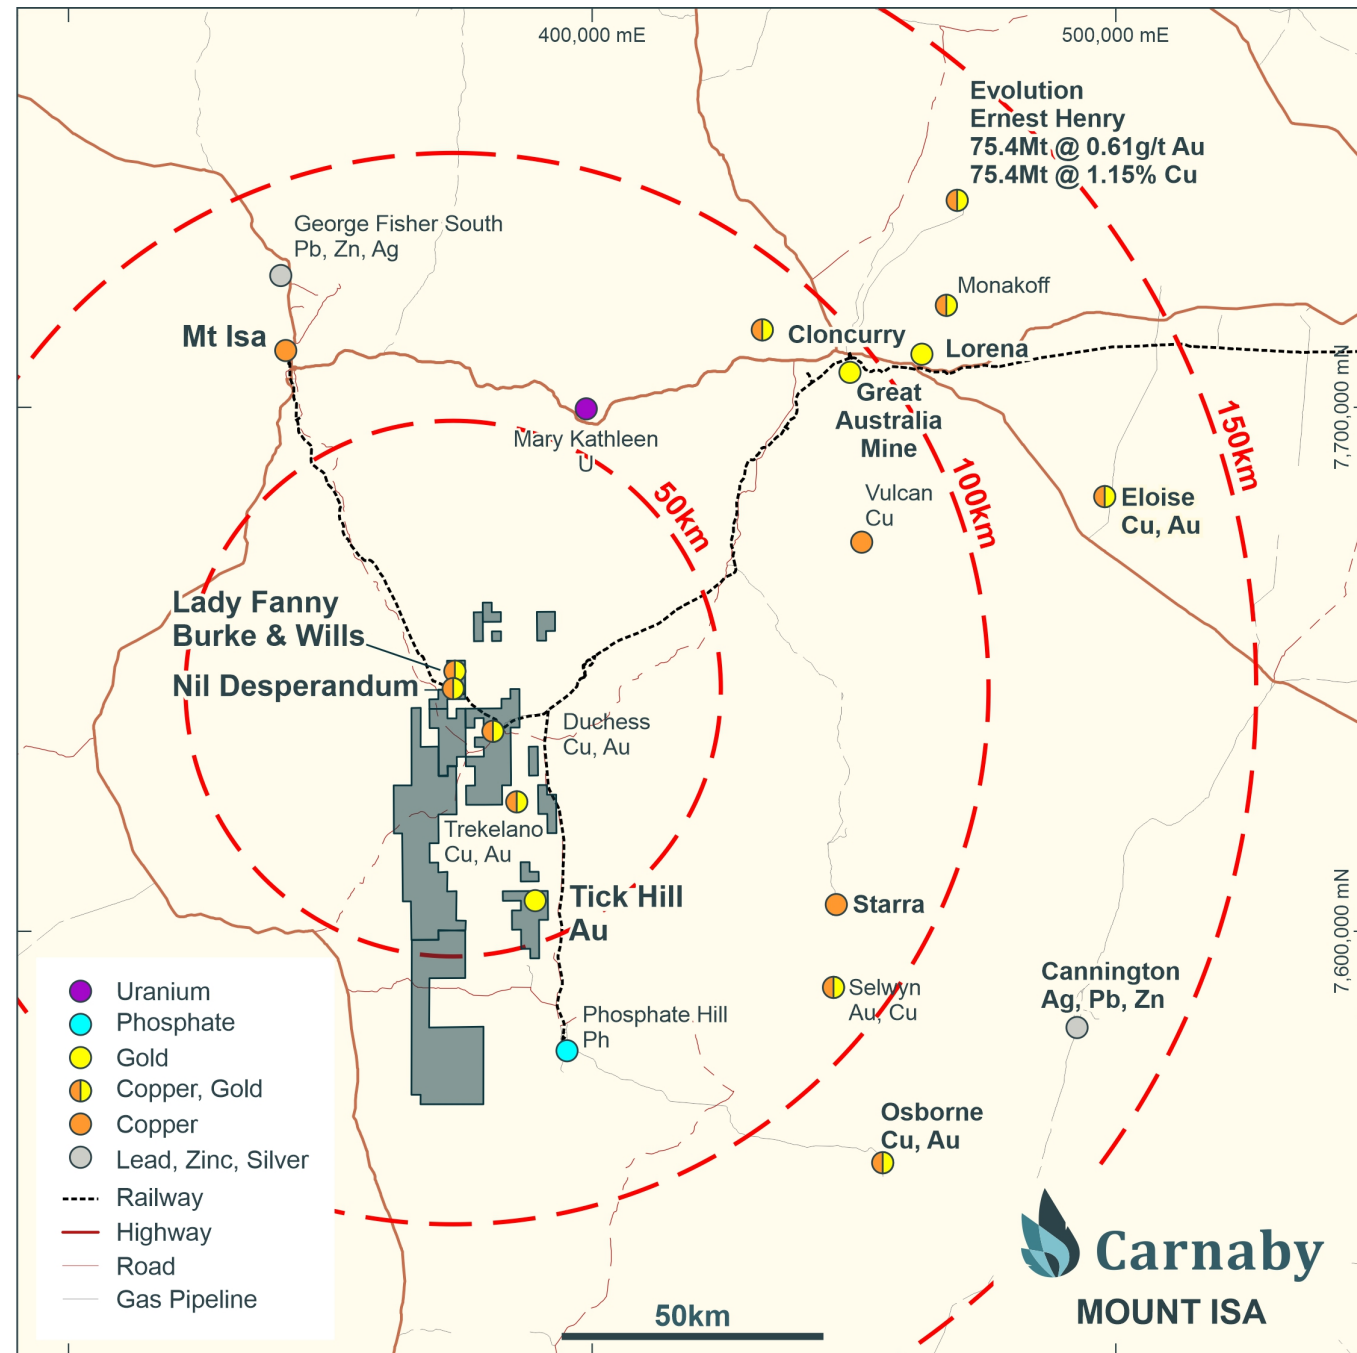 400,000 mE
500,000 mE
Evolution
Ernest Henry
75.4Mt @ 0.61g/t Au
75.4Mt @ 1.15% Cu
George Fisher South
Pb, Zn, Ag
Monakoff
Mt Isa
Cloncurry
Lorena
Great
Australia
Mine
7,700,000 mN
Mary Kathleen
U
50km
100km
150km
Vulcan
Cu
Eloise
Cu, Au
Lady Fanny
Burke & Wills
Nil Desperandum
Duchess
Cu, Au
Trekelano
Cu, Au
Tick Hill
Au
Starra
7,600,000 mN
Selwyn
Au, Cu
Cannington
Ag, Pb, Zn
Phosphate Hill
Ph
Osborne
Cu, Au
Uranium
Phosphate
Gold
Copper, Gold
Copper
Lead, Zinc, Silver
Railway
Highway
Road
Gas Pipeline
50km
Carnaby
MOUNT ISA